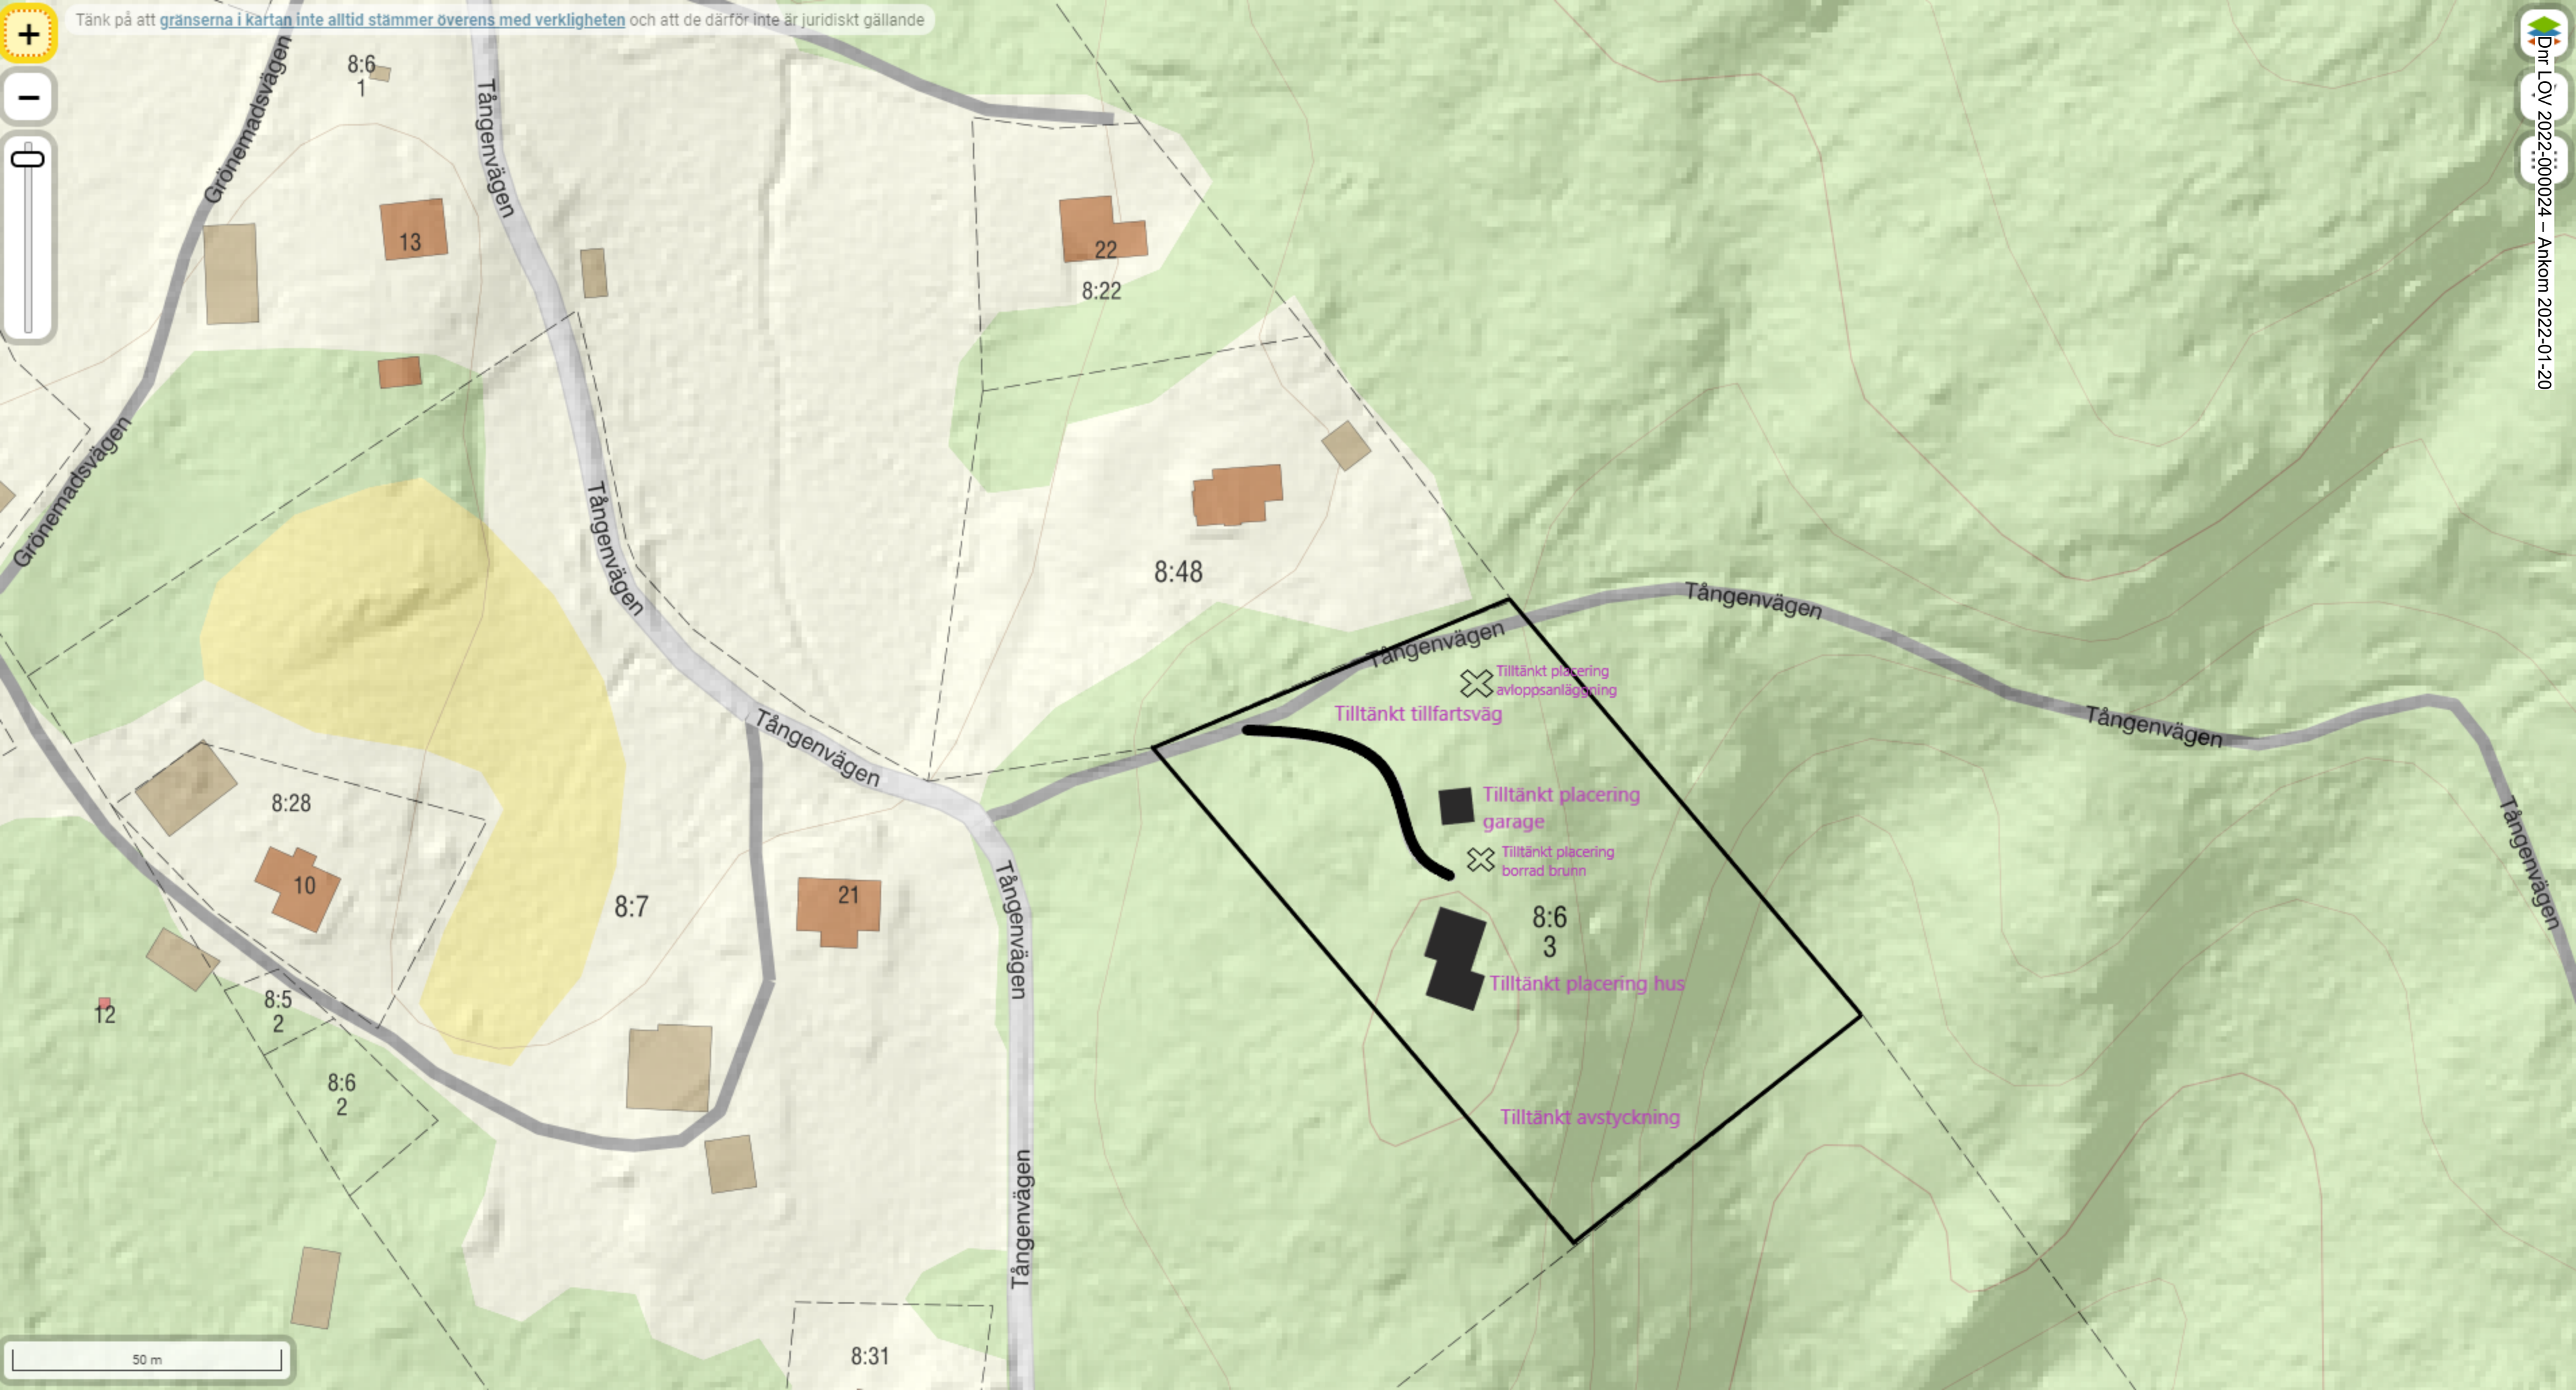 +
−
Tänk på att gränserna i kartan inte alltid stämmer överens med verkligheten och att de därför inte är juridiskt gällande
Dnr LOV 2022-000024 – Ankom 2022-01-20
8:6
1
Grönemadsvägen
Tångenvägen
13
22
8:22
Grönemadsvägen
Tångenvägen
8:48
Tångenvägen
Tångenvägen
Tilltänkt placering
avloppsanläggning
Tilltänkt tillfartsväg
Tångenvägen
Tångenvägen
Tilltänkt placering
garage
Tilltänkt placering
borrad brunn
8:28
10
8:7
21
Tångenvägen
Tångenvägen
8:6
3
Tilltänkt placering hus
8:5
2
12
8:6
2
Tilltänkt avstyckning
Tångenvägen
8:31
50 m